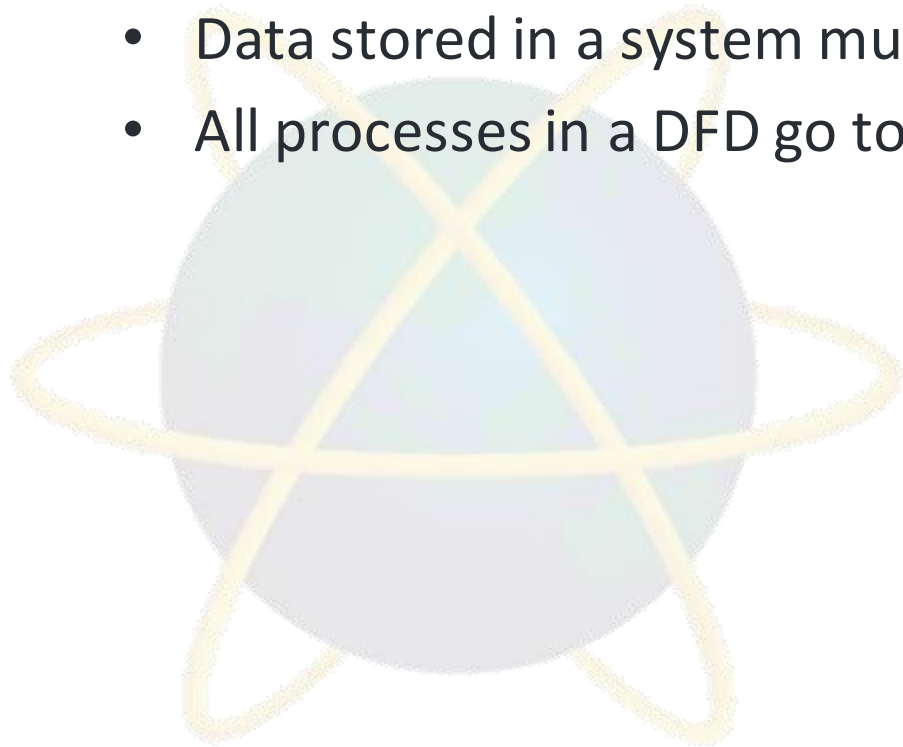 • Data stored in a system mu
• All processes in a DFD go to